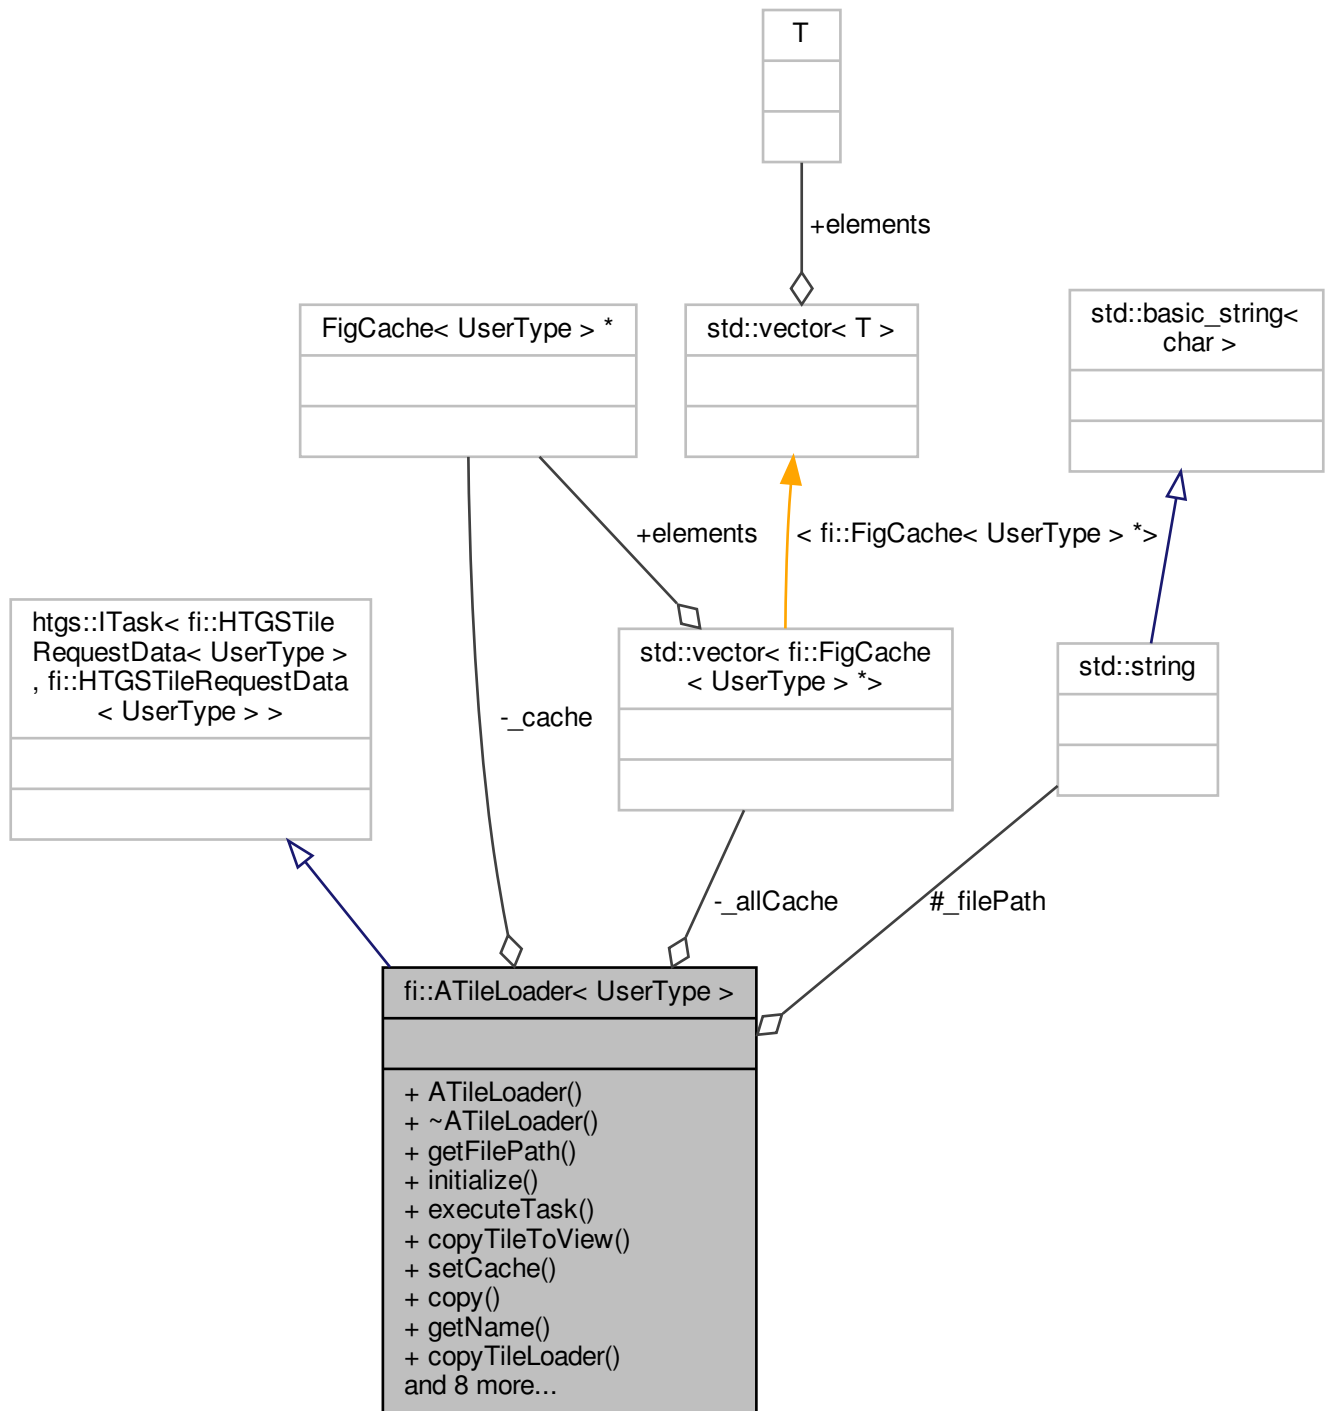 T
+elements
FigCache< UserType > *
std::vector< T >
std::basic_string<
char >
+elements
< fi::FigCache< UserType > *>
htgs::ITask< fi::HTGSTile
RequestData< UserType >
, fi::HTGSTileRequestData
< UserType > >
std::vector< fi::FigCache
< UserType > *>
std::string
-_cache
-_allCache
#_filePath
fi::ATileLoader< UserType >
+ ATileLoader()
+ ~ATileLoader()
+ getFilePath()
+ initialize()
+ executeTask()
+ copyTileToView()
+ setCache()
+ copy()
+ getName()
+ copyTileLoader()
and 8 more...